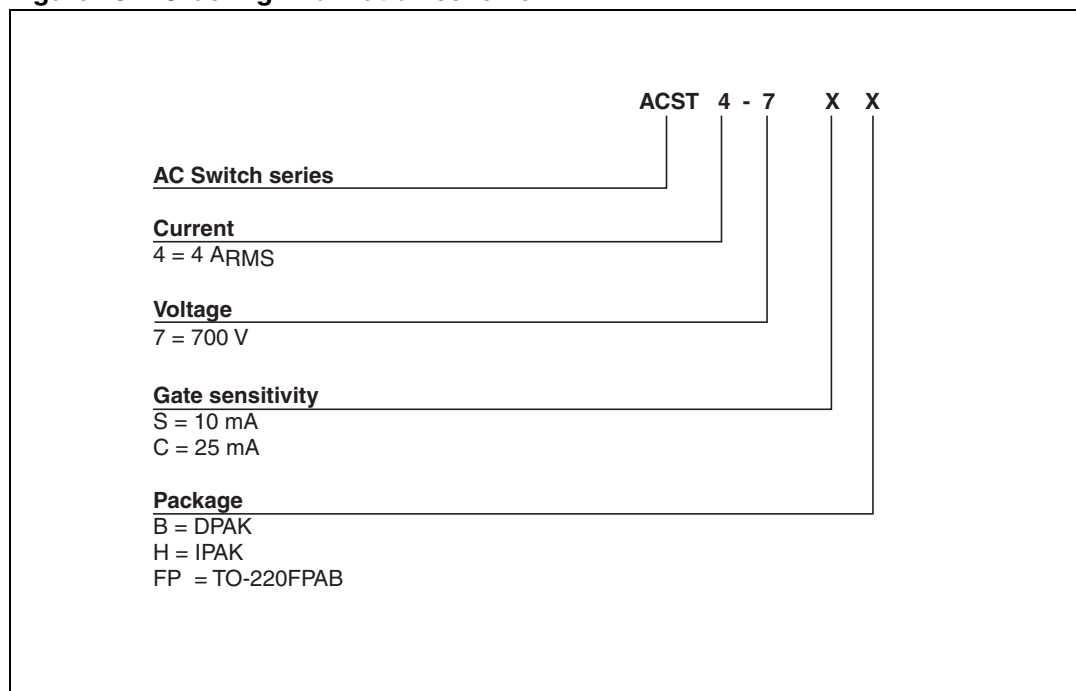 ACST 4 - 7 X X
AC Switch series
Current
4 = 4 ARMS
Voltage
7 = 700 V
Gate sensitivity
S = 10 mA
C = 25 mA
Package
B = DPAK
H = IPAK
FP = TO-220FPAB